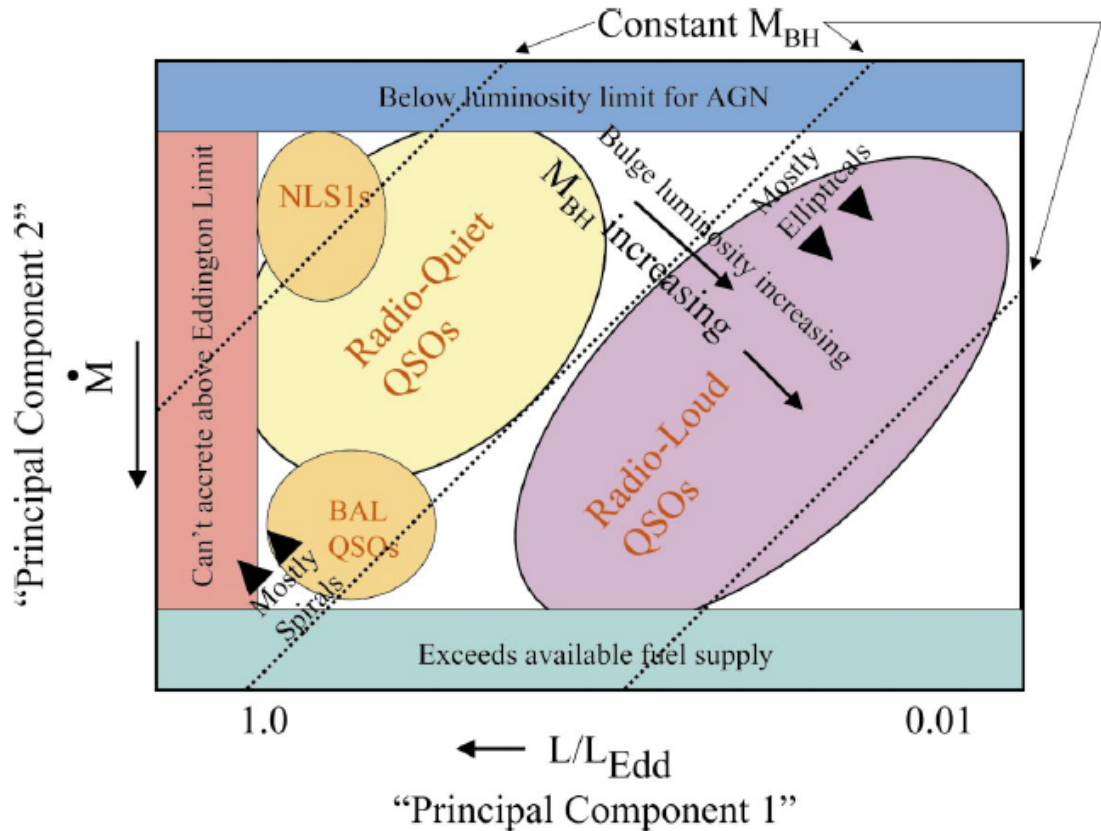 Constant M_BH
Below luminosity limit for AGN
Can't accrete above Eddington Limit
NLS1s
Radio-Quiet
QSOs
M_BH increasing
Bulge luminosity increasing
Mostly
Ellipticals
Radio-Loud
QSOs
BAL
QSOs
Mostly
Spirals
Exceeds available fuel supply
“Principal Component 2”
Ṁ
1.0
0.01
L/L_Edd
“Principal Component 1”